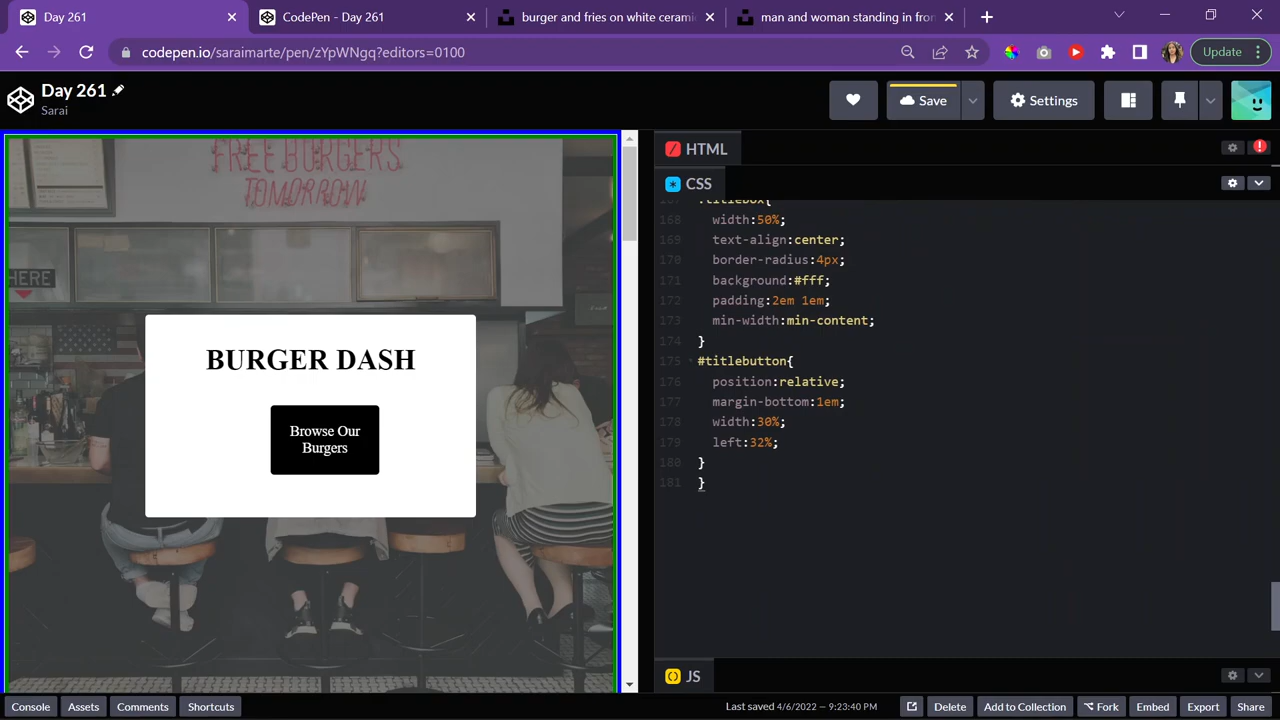 Day 261
CodePen - Day 261
burger and fries on white cerami
man and woman standing in fron
codepen.io/saraimarte/pen/zYpWNgq?editors=0100
Update
Day 261
Sarai
Save
Settings
FREE BURGERS
TOMORROW
HERE
BURGER DASH
Browse Our
Burgers
HTML
CSS
167 .titlebox{
168 width:50%;
169 text-align:center;
170 border-radius:4px;
171 background:#fff;
172 padding:2em 1em;
173 min-width:min-content;
174 }
175 #titlebutton{
176 position:relative;
177 margin-bottom:1em;
178 width:30%;
179 left:32%;
180 }
181 }
JS
Console
Assets
Comments
Shortcuts
Last saved 4/6/2022 — 9:23:40 PM
Delete
Add to Collection
Fork
Embed
Export
Share